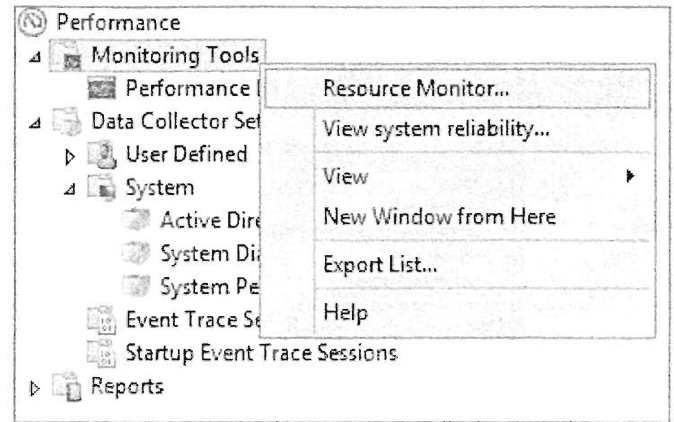 Performance
Monitoring Tools
Performance
Data Collector Set
User Defined
System
Active Dire
System Di
System Pe
Event Trace Se
Startup Event Trace Sessions
Reports
Resource Monitor...
View system reliability...
View
New Window from Here
Export List...
Help